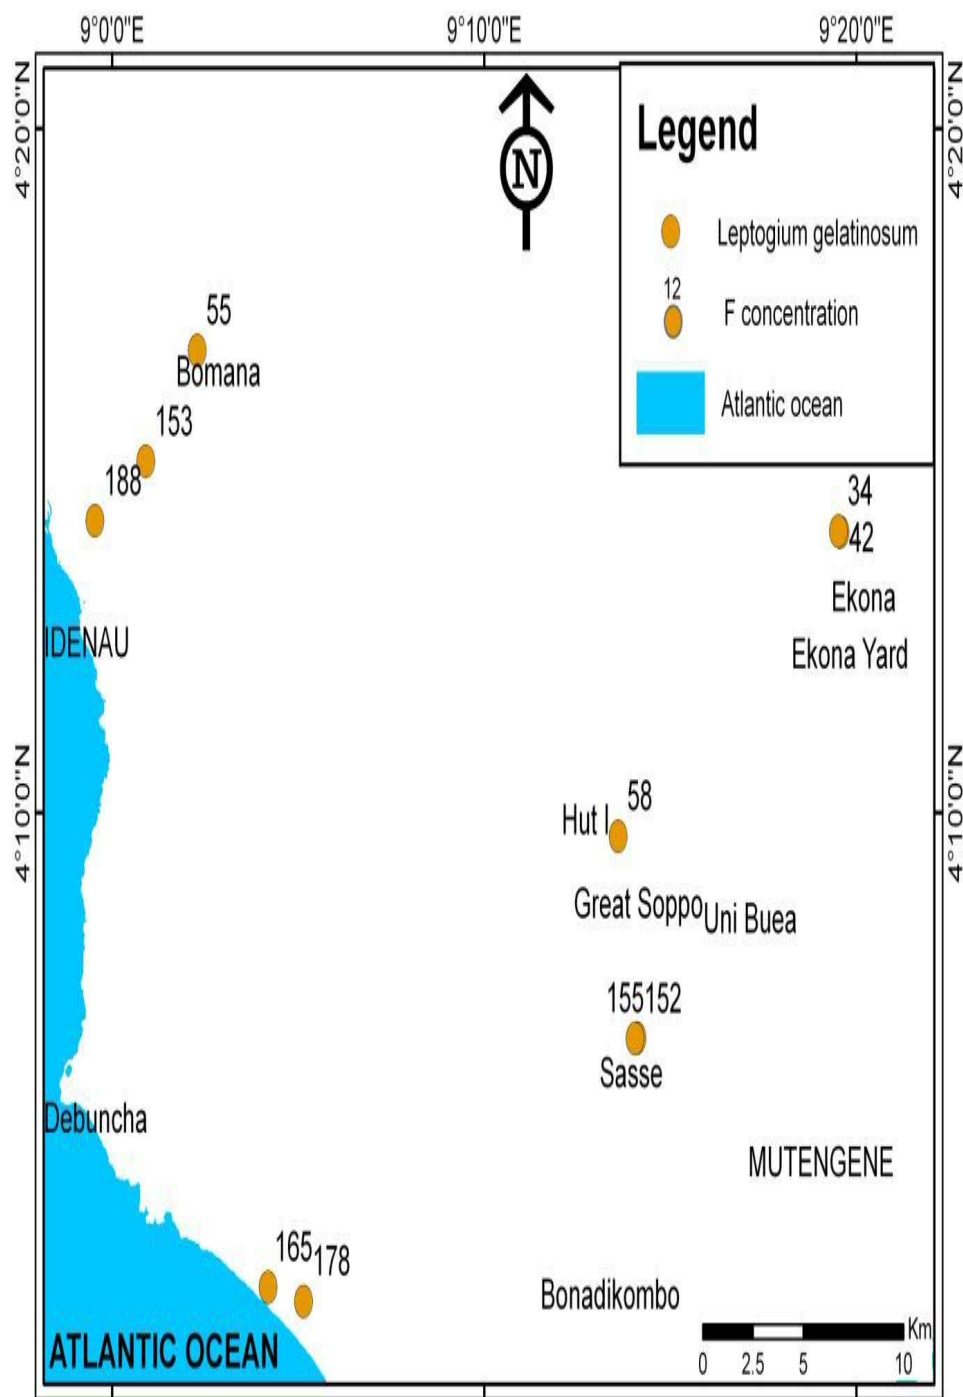 9°0'0"E
9°10'0"E
9°20'0"E
4°20'0"N
4°20'0"N
N
Legend
Leptogium gelatinosum
12
F concentration
Atlantic ocean
55
Bomana
153
188
34
42
Ekona
IDENAU
Ekona Yard
4°10'0"N
4°10'0"N
58
Hut I
Great Soppo
Uni Buea
155152
Sasse
Debuncha
MUTENGENE
165
178
Bonadikombo
ATLANTIC OCEAN
Km
0 2.5 5 10